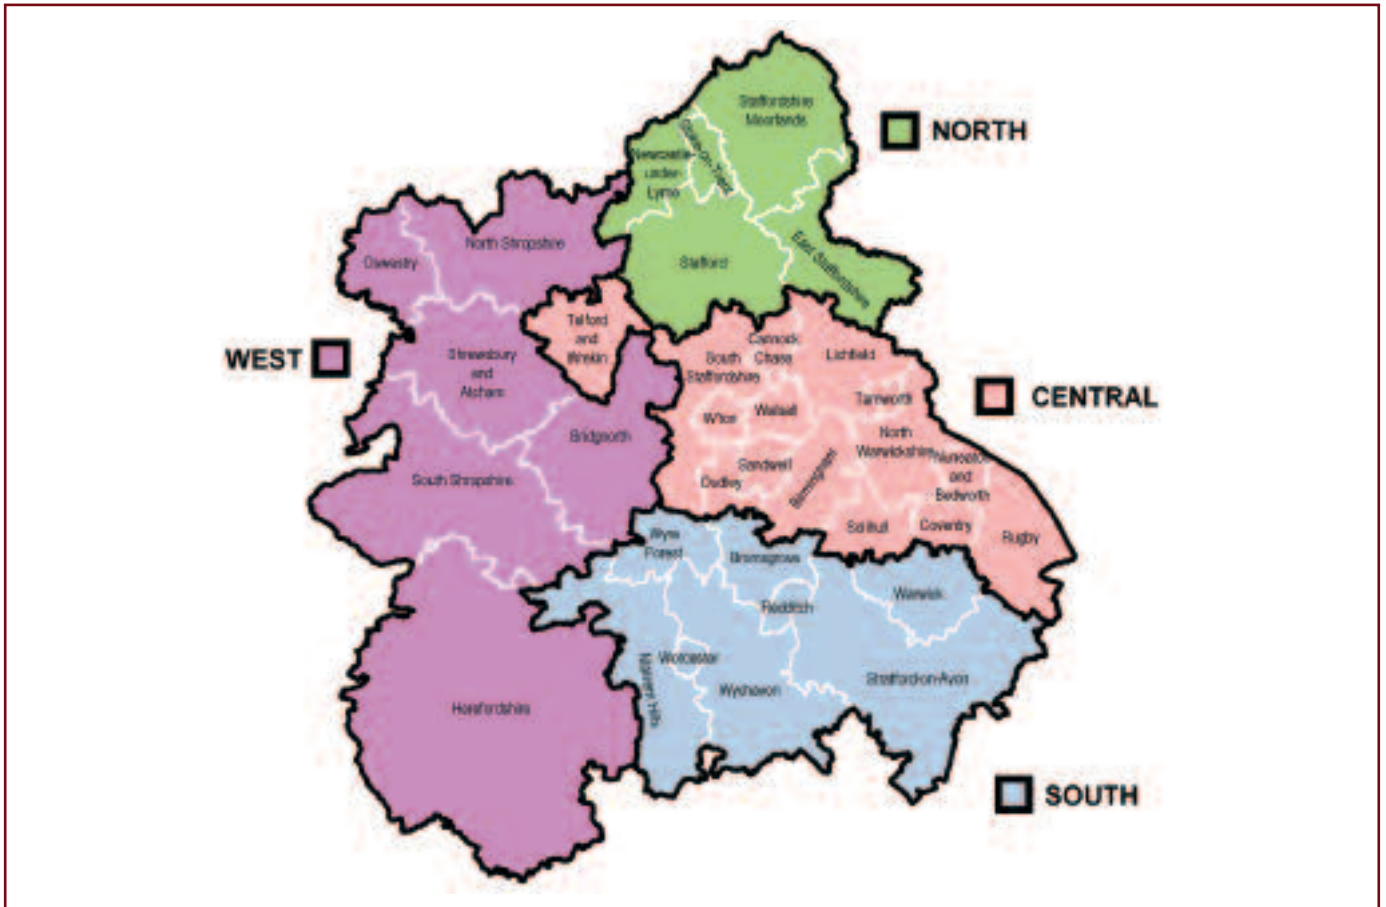 Staffordshire
Moorlands
NORTH
Stoke-on-Trent
Newcastle
under-
Lyme
North Shropshire
Oswestry
Stafford
East Staffordshire
Telford
and
Wrekin
WEST
Shrewsbury
and
Atcham
Cannock
Chase
South
Staffordshire
Lichfield
CENTRAL
Tamworth
W'ton
Walsall
Bridgnorth
North
Warwickshire
Nuneaton
and
Bedworth
Sandwell
Dudley
Birmingham
South Shropshire
Solihull
Coventry
Rugby
Wyre
Forest
Bromsgrove
Redditch
Warwick
Worcester
Malvern Hills
Wychavon
Stratford-on-Avon
Herefordshire
SOUTH